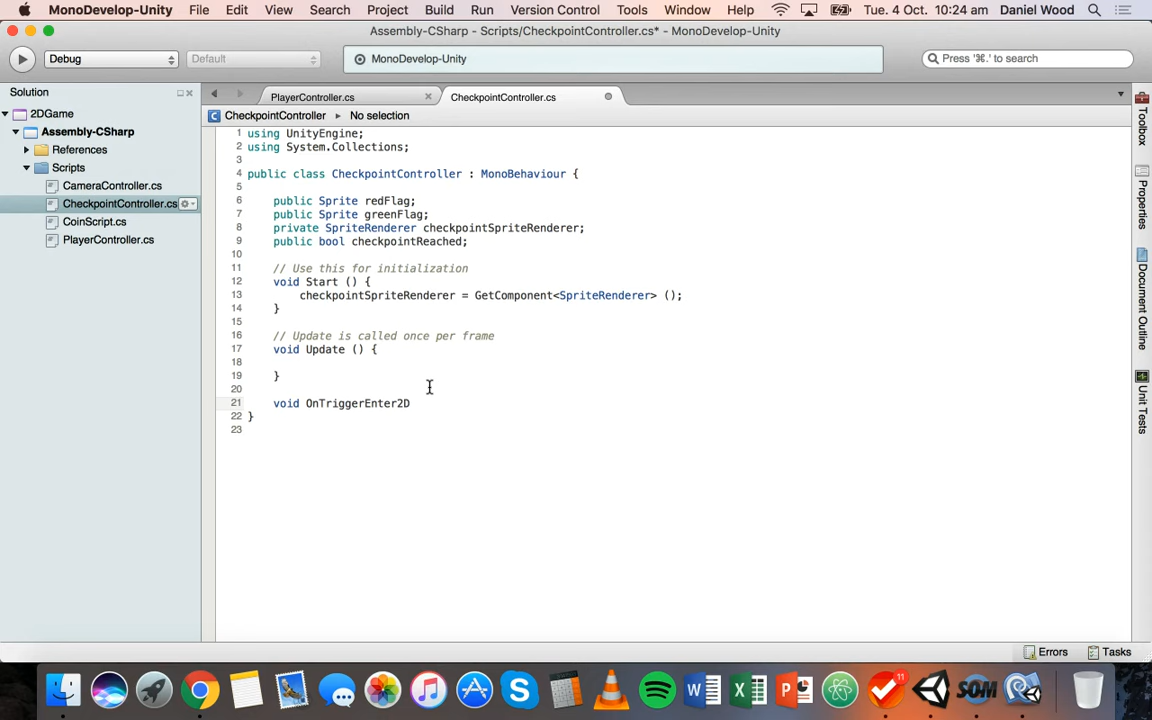 MonoDevelop-Unity File Edit View Search Project Build Run Version Control Tools Window Help Tue. 4 Oct. 10:24 am Daniel Wood
Assembly-CSharp - Scripts/CheckpointController.cs* - MonoDevelop-Unity
Debug Default MonoDevelop-Unity Press '⌘.' to search
Solution
PlayerController.cs CheckpointController.cs
CheckpointController No selection
2DGame
Assembly-CSharp
References
Scripts
CameraController.cs
CheckpointController.cs
CoinScript.cs
PlayerController.cs
1 using UnityEngine;
2 using System.Collections;
3
4 public class CheckpointController : MonoBehaviour {
5
6 public Sprite redFlag;
7 public Sprite greenFlag;
8 private SpriteRenderer checkpointSpriteRenderer;
9 public bool checkpointReached;
10
11 // Use this for initialization
12 void Start () {
13 checkpointSpriteRenderer = GetComponent<SpriteRenderer> ();
14 }
15
16 // Update is called once per frame
17 void Update () {
18
19 }
20
21 void OnTriggerEnter2D
22 }
23
Toolbox
Properties
Document Outline
Unit Tests
Errors Tasks
11
SOM